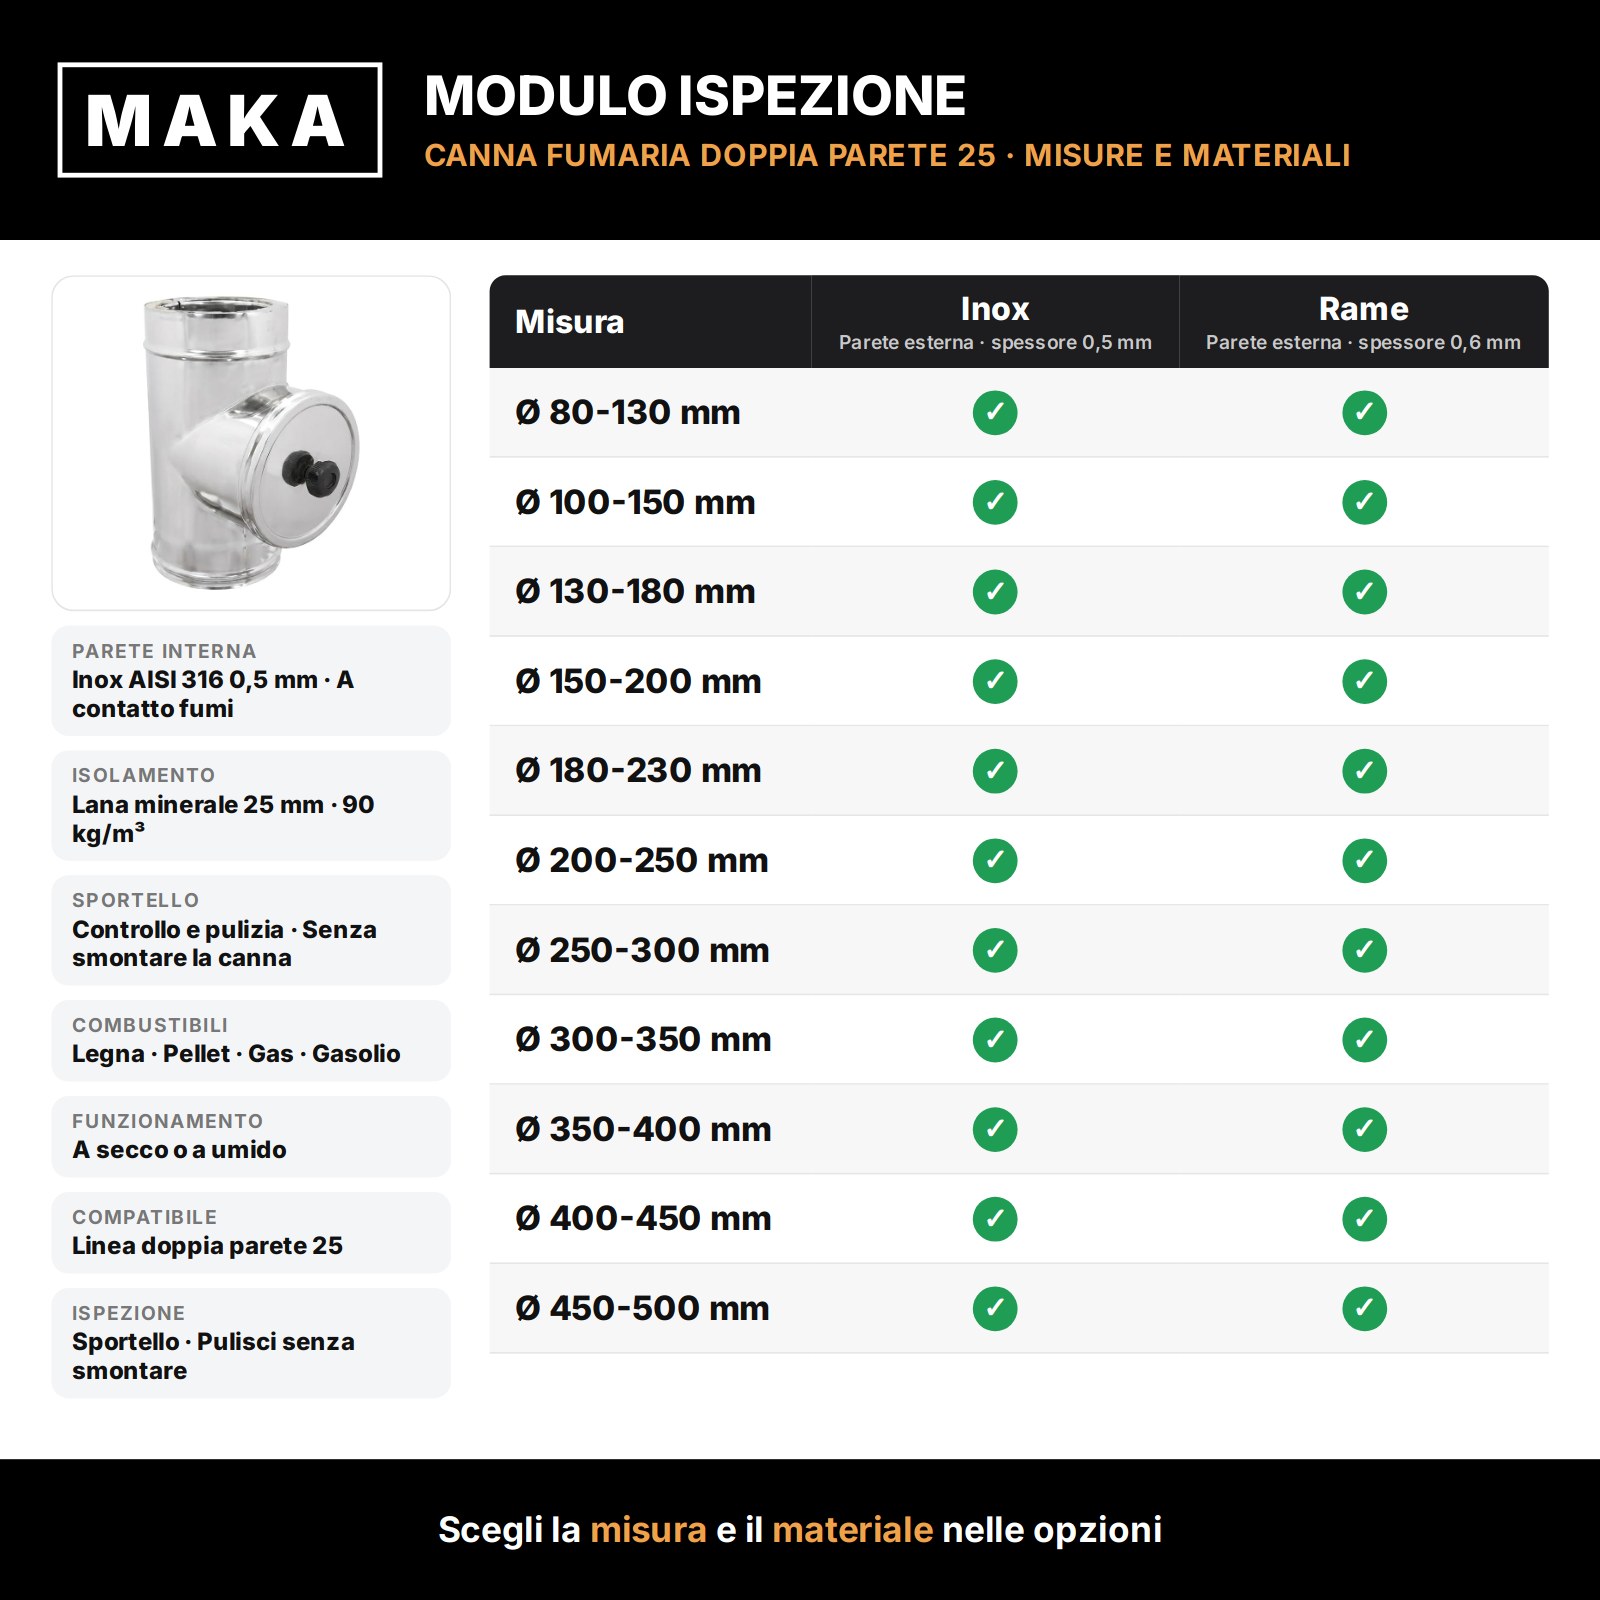 MAKA
MODULO ISPEZIONE
CANNA FUMARIA DOPPIA PARETE 25 · MISURE E MATERIALI
PARETE INTERNA
Inox AISI 316 0,5 mm · A
contatto fumi
ISOLAMENTO
Lana minerale 25 mm · 90
kg/m³
SPORTELLO
Controllo e pulizia · Senza
smontare la canna
COMBUSTIBILI
Legna · Pellet · Gas · Gasolio
FUNZIONAMENTO
A secco o a umido
COMPATIBILE
Linea doppia parete 25
ISPEZIONE
Sportello · Pulisci senza
smontare
Misura
Inox
Parete esterna · spessore 0,5 mm
Rame
Parete esterna · spessore 0,6 mm
Ø 80-130 mm ✓ ✓
Ø 100-150 mm ✓ ✓
Ø 130-180 mm ✓ ✓
Ø 150-200 mm ✓ ✓
Ø 180-230 mm ✓ ✓
Ø 200-250 mm ✓ ✓
Ø 250-300 mm ✓ ✓
Ø 300-350 mm ✓ ✓
Ø 350-400 mm ✓ ✓
Ø 400-450 mm ✓ ✓
Ø 450-500 mm ✓ ✓
Scegli la misura e il materiale nelle opzioni